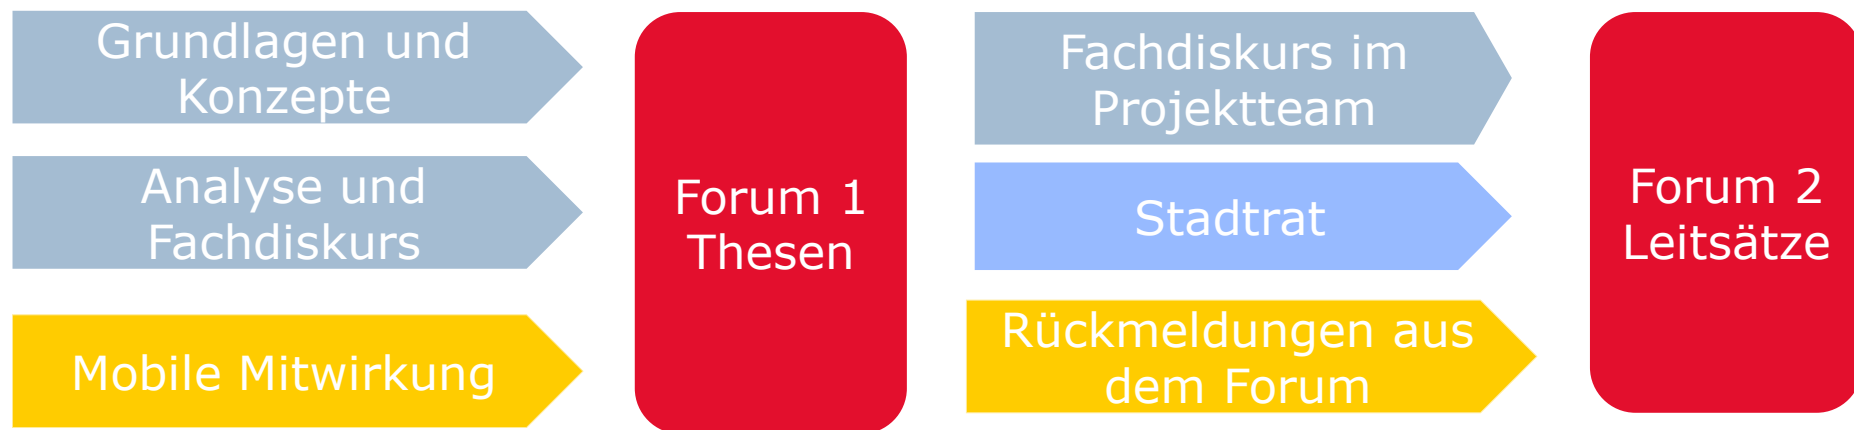 Grundlagen und
Konzepte
Analyse und
Fachdiskurs
Mobile Mitwirkung
Forum 1
Thesen
Fachdiskurs im
Projektteam
Stadtrat
Rückmeldungen aus
dem Forum
Forum 2
Leitsätze